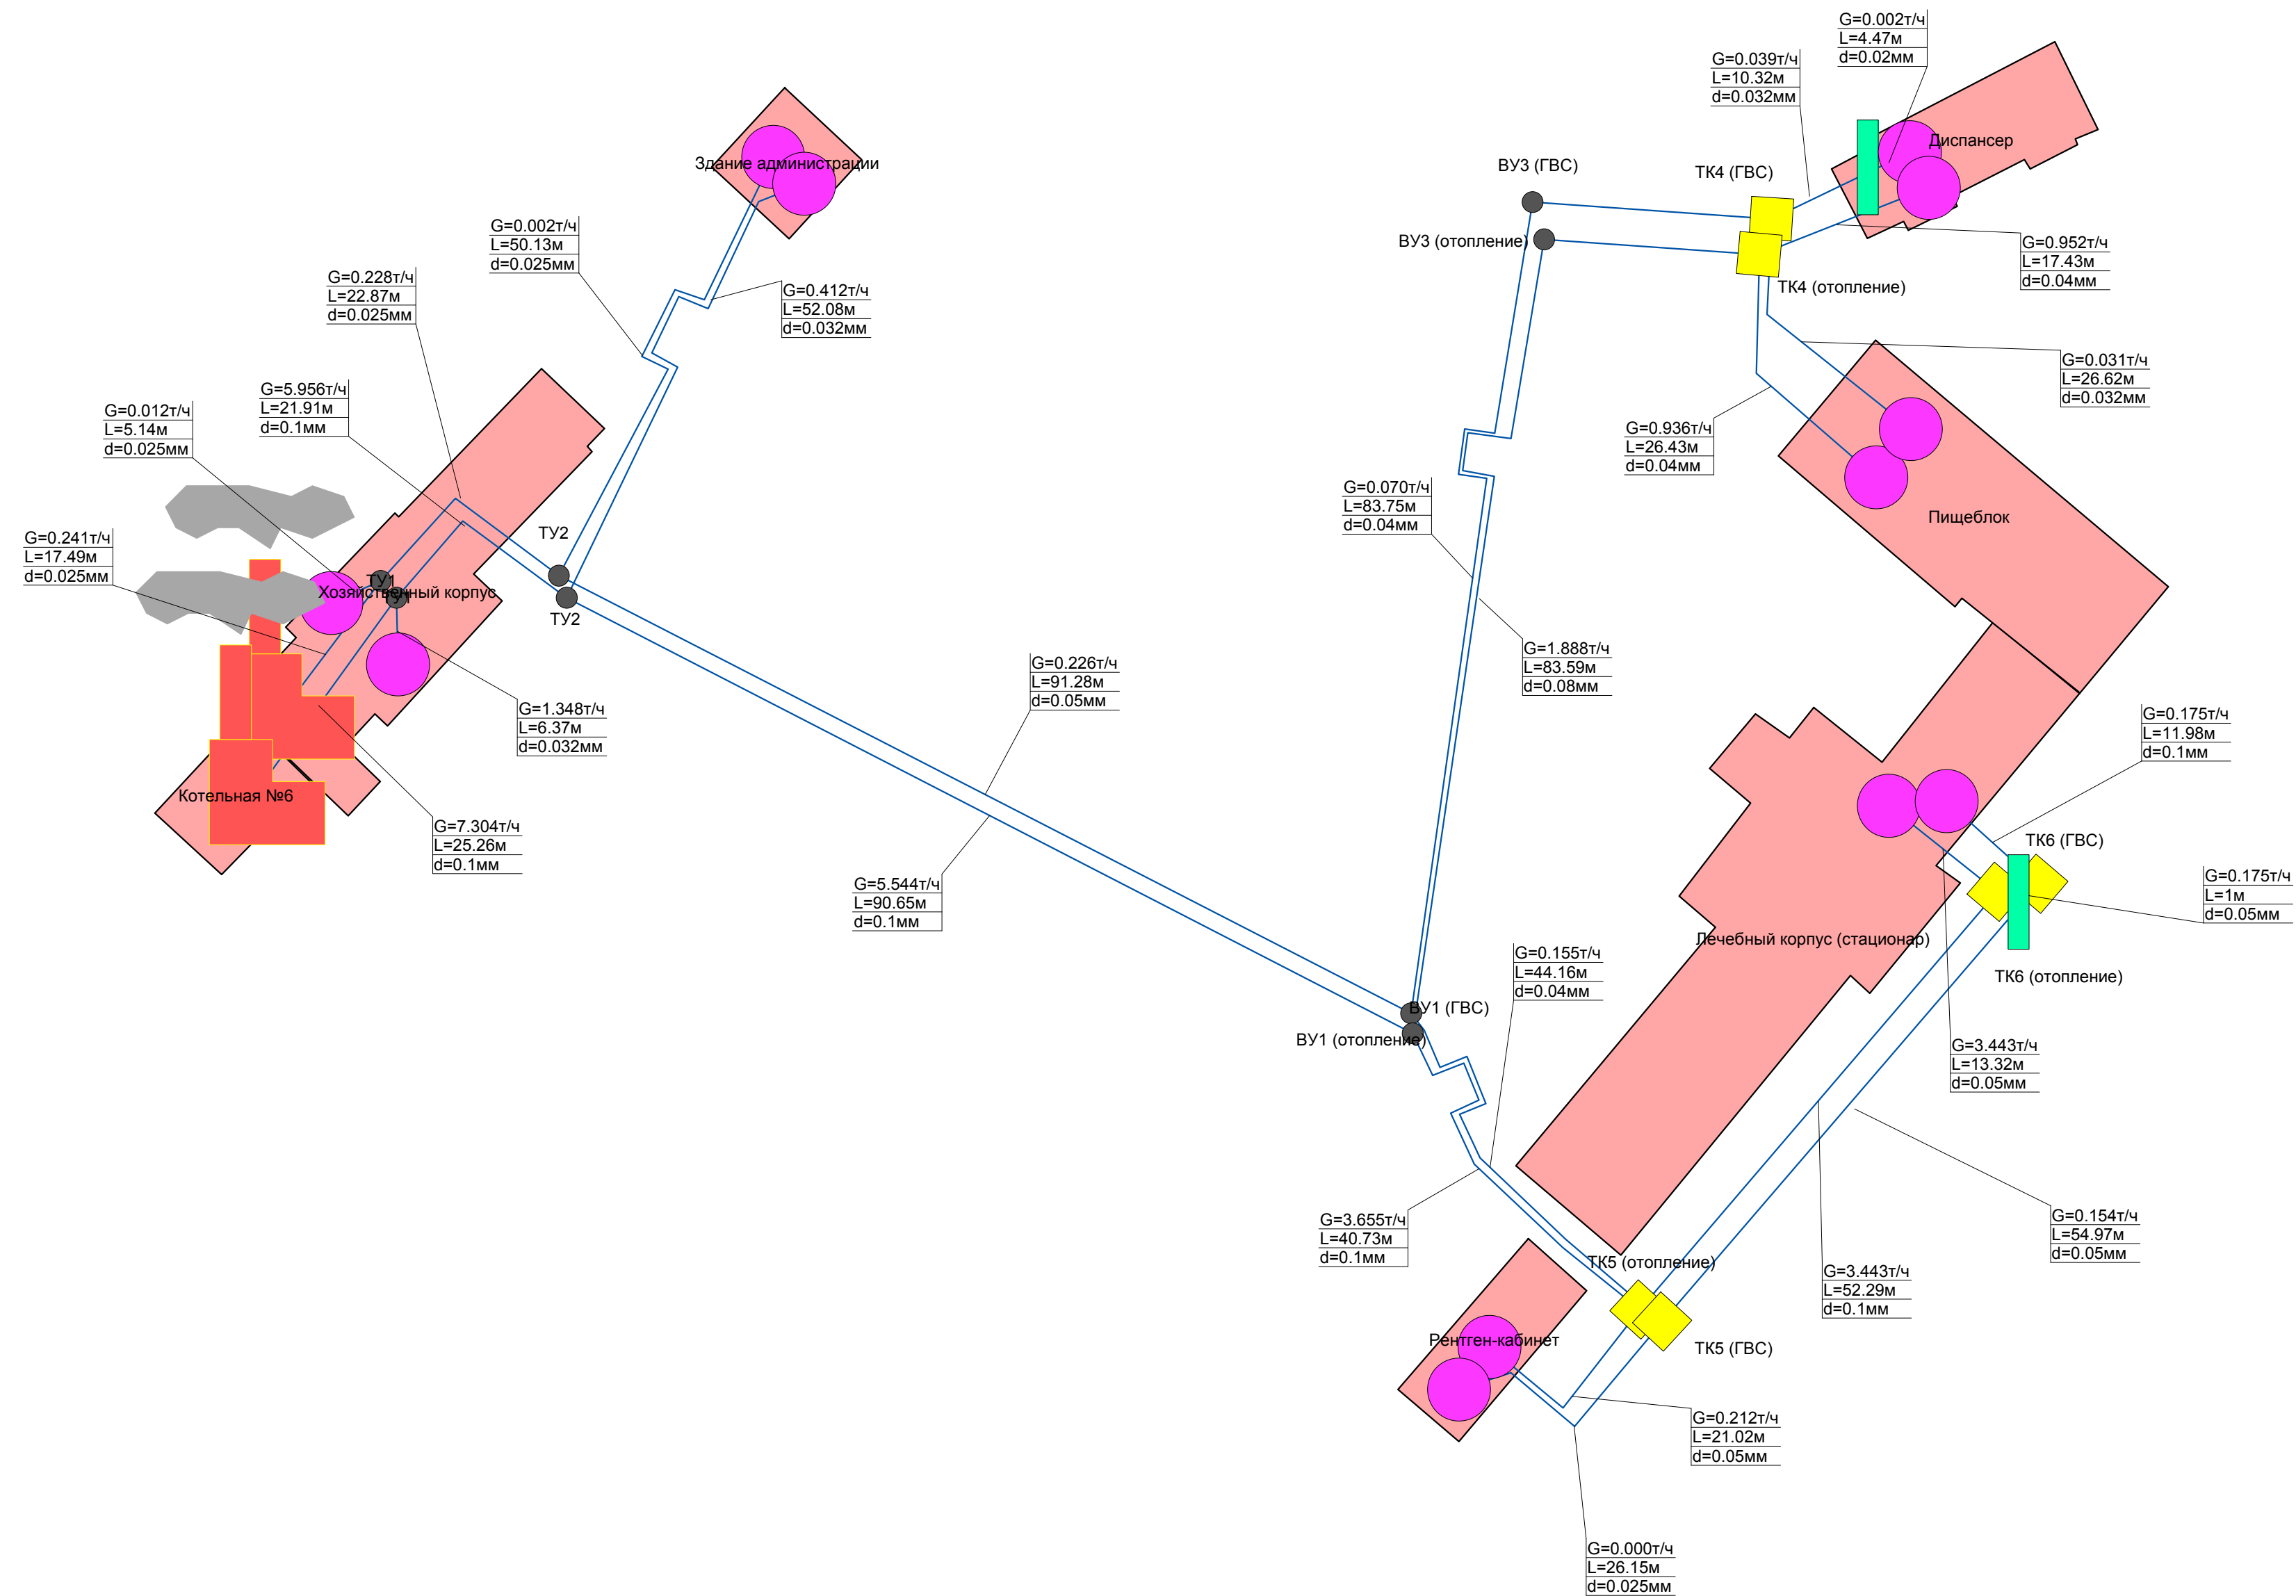 G=0.002т/ч
L=4.47м
d=0.02мм
G=0.039т/ч
L=10.32м
d=0.032мм
Диспансер
Здание администрации
ВУ3 (ГВС)
ТК4 (ГВС)
G=0.002т/ч
L=50.13м
d=0.025мм
ВУ3 (отопление)
G=0.952т/ч
L=17.43м
d=0.04мм
G=0.228т/ч
L=22.87м
d=0.025мм
G=0.412т/ч
L=52.08м
d=0.032мм
ТК4 (отопление)
G=0.031т/ч
L=26.62м
d=0.032мм
G=5.956т/ч
L=21.91м
d=0.1мм
G=0.012т/ч
L=5.14м
d=0.025мм
G=0.936т/ч
L=26.43м
d=0.04мм
G=0.070т/ч
L=83.75м
d=0.04мм
Пищеблок
G=0.241т/ч
L=17.49м
d=0.025мм
ТУ2
ТУ1
Хозяйственный корпус
ТУ2
G=1.888т/ч
L=83.59м
d=0.08мм
G=0.226т/ч
L=91.28м
d=0.05мм
G=1.348т/ч
L=6.37м
d=0.032мм
G=0.175т/ч
L=11.98м
d=0.1мм
Котельная №6
G=7.304т/ч
L=25.26м
d=0.1мм
ТК6 (ГВС)
G=5.544т/ч
L=90.65м
d=0.1мм
G=0.175т/ч
L=1м
d=0.05мм
Лечебный корпус (стационар)
G=0.155т/ч
L=44.16м
d=0.04мм
ТК6 (отопление)
ВУ1 (ГВС)
ВУ1 (отопление)
G=3.443т/ч
L=13.32м
d=0.05мм
G=3.655т/ч
L=40.73м
d=0.1мм
G=0.154т/ч
L=54.97м
d=0.05мм
ТК5 (отопление)
G=3.443т/ч
L=52.29м
d=0.1мм
Рентген-кабинет
ТК5 (ГВС)
G=0.212т/ч
L=21.02м
d=0.05мм
G=0.000т/ч
L=26.15м
d=0.025мм